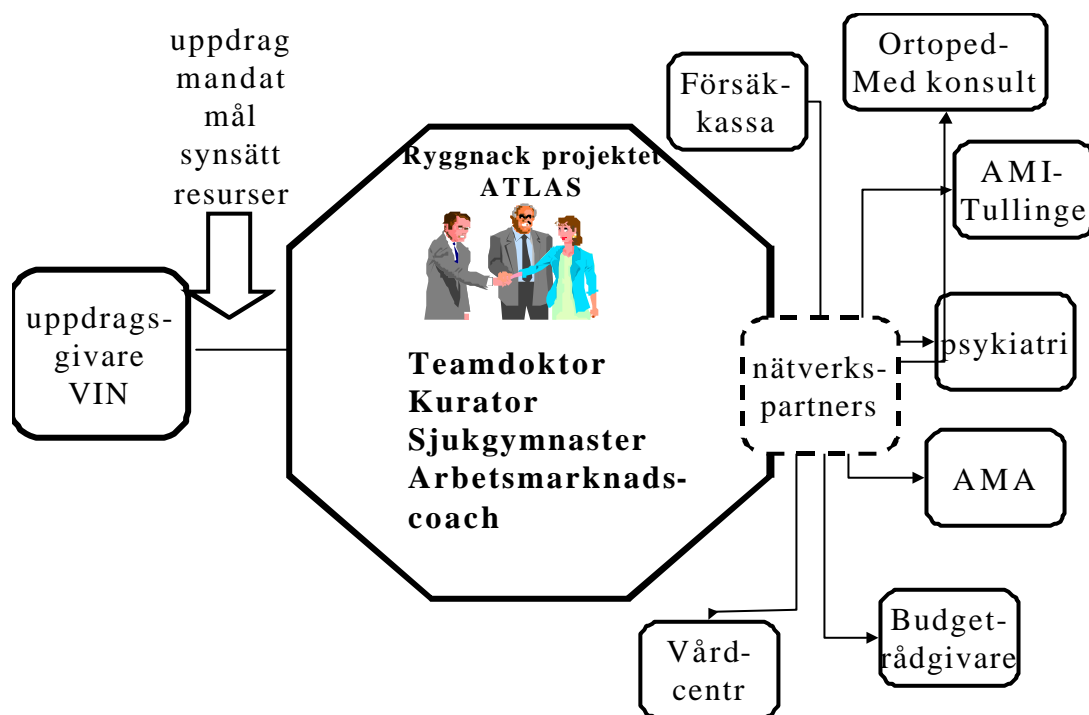 uppdrag
mandat
mål
synsätt
resurser
uppdrags-
givare
VIN
Ryggnack projektet
ATLAS
Teamdoktor
Kurator
Sjukgymnaster
Arbetsmarknads-
coach
nätverks-
partners
Försäk-
kassa
Ortoped-
Med konsult
AMI-
Tullinge
psykiatri
AMA
Budget-
rådgivare
Vård-
centr